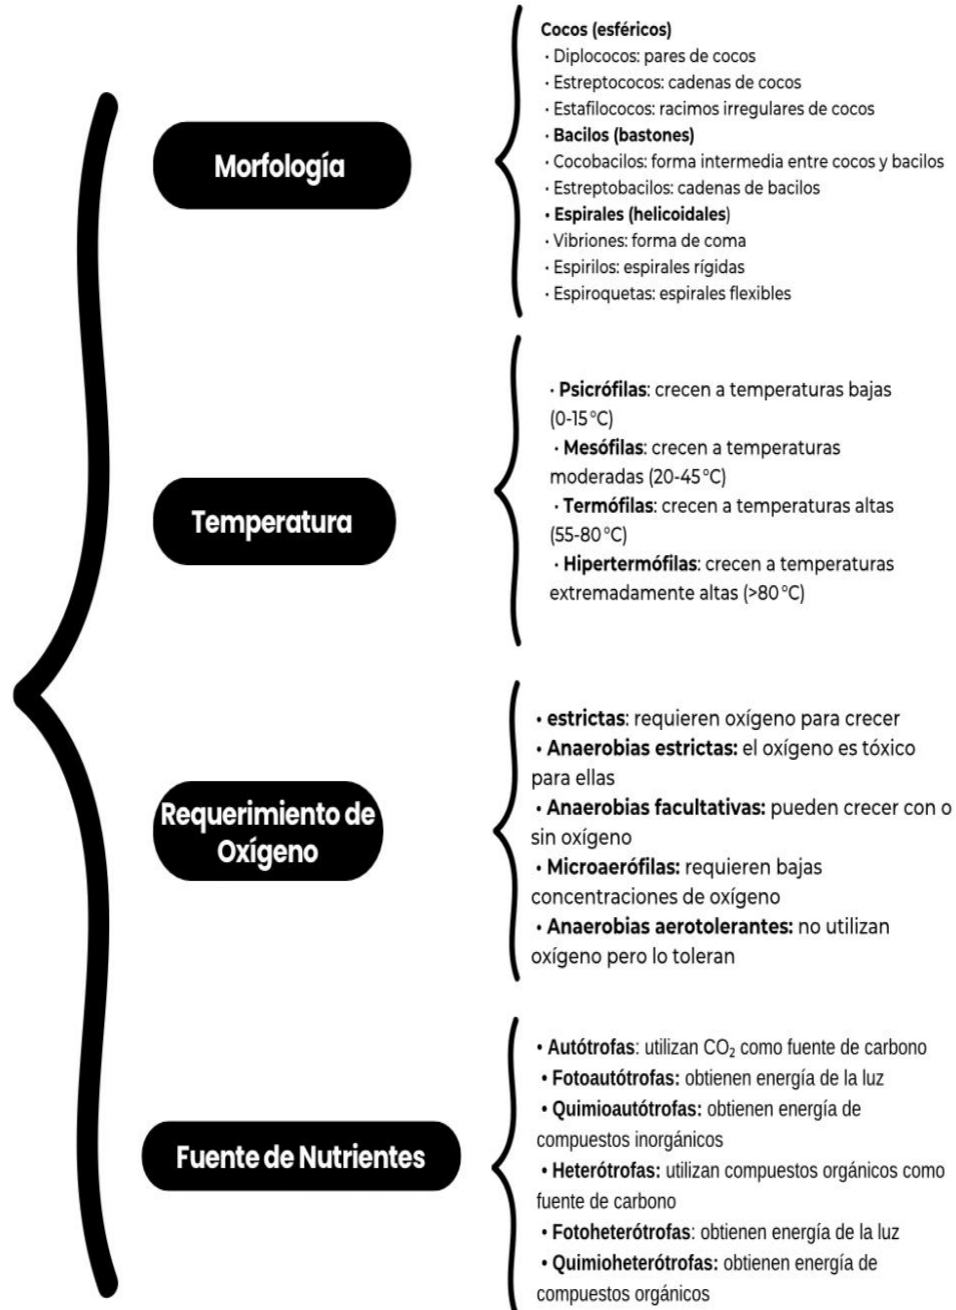 Morfología
Cocos (esféricos)
· Diplococos: pares de cocos
· Estreptococos: cadenas de cocos
· Estafilococos: racimos irregulares de cocos
· Bacilos (bastones)
· Cocobacilos: forma intermedia entre cocos y bacilos
· Estreptobacilos: cadenas de bacilos
• Espirales (helicoidales)
· Vibriones: forma de coma
· Espirilos: espirales rígidas
· Espiroquetas: espirales flexibles
Temperatura
· Psicrófilas: crecen a temperaturas bajas
(0-15°C)
· Mesófilas: crecen a temperaturas
moderadas (20-45°C)
· Termófilas: crecen a temperaturas altas
(55-80°C)
· Hipertermófilas: crecen a temperaturas
extremadamente altas (>80°C)
Requerimiento de
Oxígeno
• estrictas: requieren oxígeno para crecer
• Anaerobias estrictas: el oxígeno es tóxico
para ellas
• Anaerobias facultativas: pueden crecer con o
sin oxígeno
• Microaerófilas: requieren bajas
concentraciones de oxígeno
• Anaerobias aerotolerantes: no utilizan
oxígeno pero lo toleran
Fuente de Nutrientes
• Autótrofas: utilizan CO₂ como fuente de carbono
• Fotoautótrofas: obtienen energía de la luz
• Quimioautótrofas: obtienen energía de
compuestos inorgánicos
• Heterótrofas: utilizan compuestos orgánicos como
fuente de carbono
• Fotoheterótrofas: obtienen energía de la luz
• Quimioheterótrofas: obtienen energía de
compuestos orgánicos